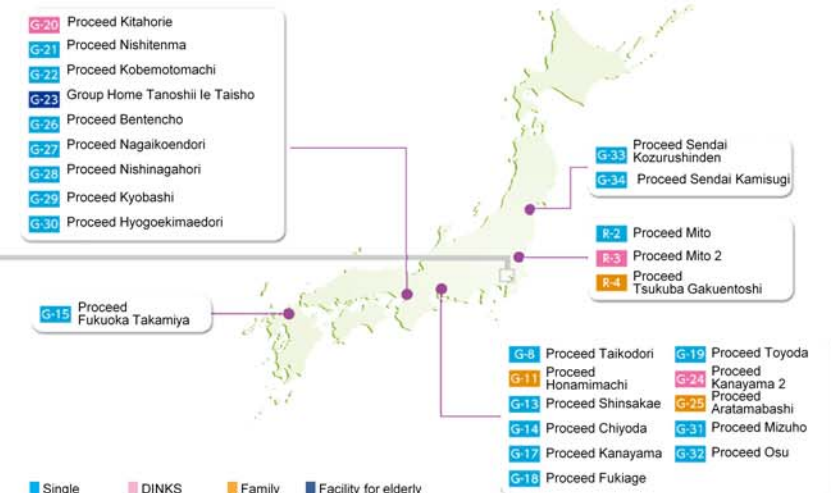 G-20 Proceed Kitahorie
G-21 Proceed Nishitenma
G-22 Proceed Kobemotomachi
G-23 Group Home Tanoshii Ie Taisho
G-26 Proceed Bentencho
G-27 Proceed Nagaikoendori
G-28 Proceed Nishinagahori
G-29 Proceed Kyobashi
G-30 Proceed Hyogoekimaedori
G-33 Proceed Sendai
Kozurushinden
G-34 Proceed Sendai Kamisugi
R-2 Proceed Mito
R-3 Proceed Mito 2
R-4 Proceed
Tsukuba Gakuentoshi
G-15 Proceed
Fukuoka Takamiya
G-8 Proceed Taikodori
G-11 Proceed
Honamimachi
G-13 Proceed Shinsakae
G-14 Proceed Chiyoda
G-17 Proceed Kanayama
G-18 Proceed Fukiage
G-19 Proceed Toyoda
G-24 Proceed
Kanayama 2
G-25 Proceed
Aratamabashi
G-31 Proceed Mizuho
G-32 Proceed Osu
Single DINKS Family Facility for elderly